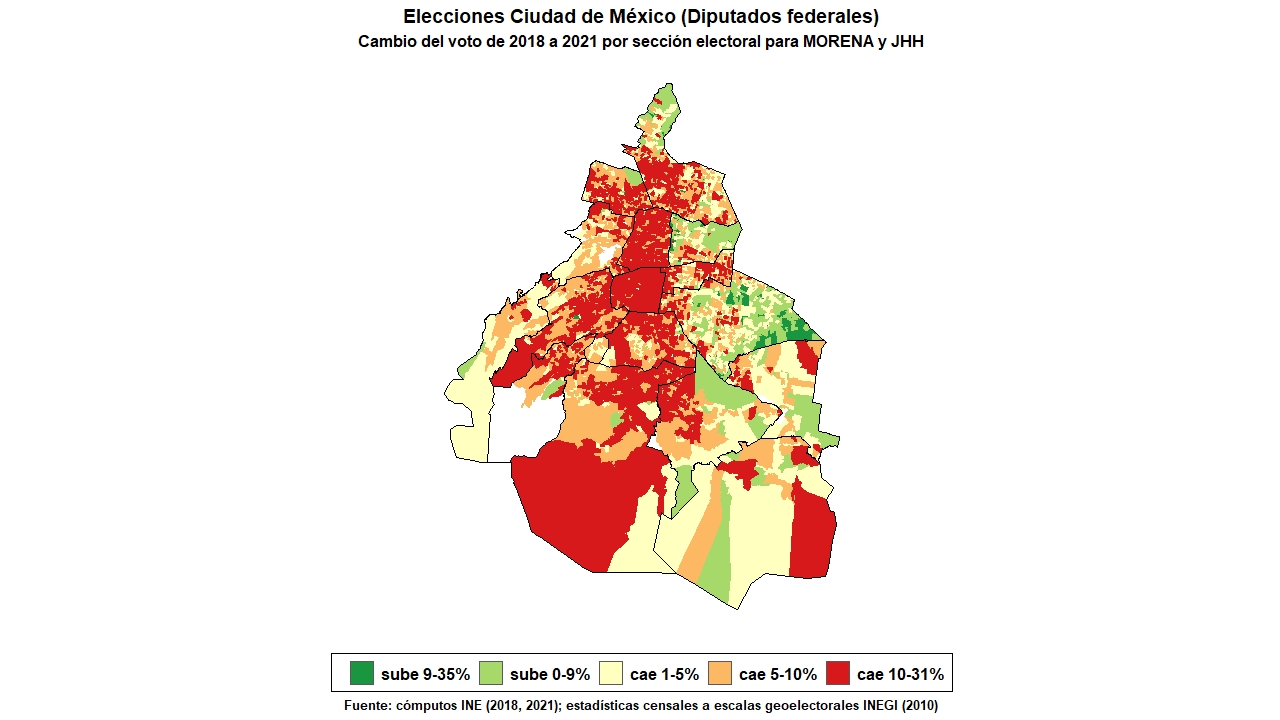 Elecciones Ciudad de México (Diputados federales)
Cambio del voto de 2018 a 2021 por sección electoral para MORENA y JHH
sube 9-35% sube 0-9% cae 1-5% cae 5-10% cae 10-31%
Fuente: cómputos INE (2018, 2021); estadísticas censales a escalas geoelectorales INEGI (2010)